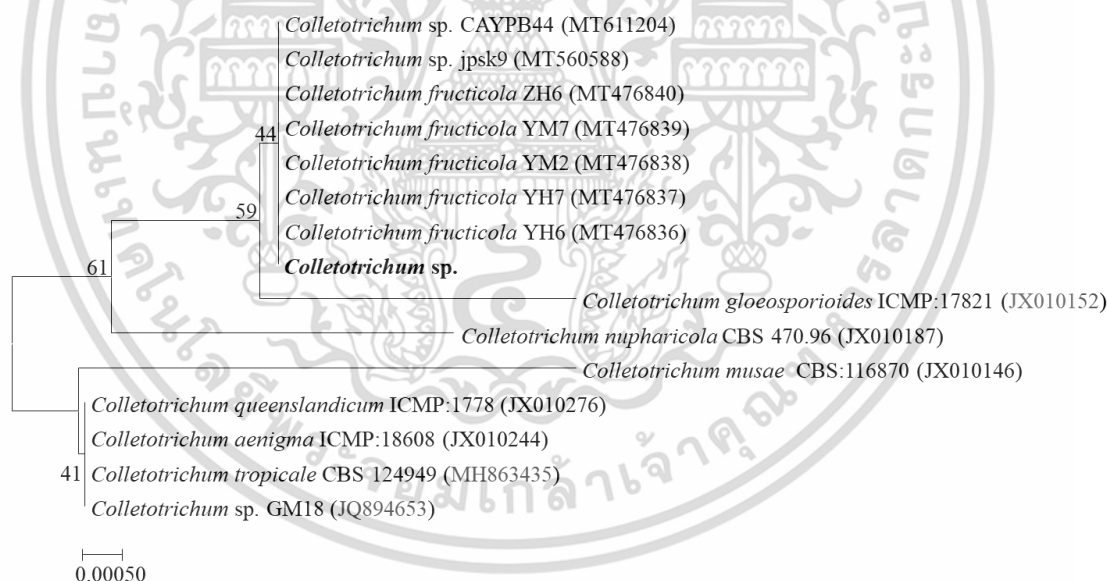 Colletotrichum sp. CAYPB44 (MT611204)
Colletotrichum sp. jpsk9 (MT560588)
Colletotrichum fructicola ZH6 (MT476840)
44
Colletotrichum fructicola YM7 (MT476839)
Colletotrichum fructicola YM2 (MT476838)
Colletotrichum fructicola YH7 (MT476837)
59
Colletotrichum fructicola YH6 (MT476836)
61
Colletotrichum sp.
Colletotrichum gloeosporioides ICMP:17821 (JX010152)
Colletotrichum nupharicola CBS 470.96 (JX010187)
Colletotrichum musae CBS:116870 (JX010146)
Colletotrichum queenslandicum ICMP:1778 (JX010276)
Colletotrichum aenigma ICMP:18608 (JX010244)
41
Colletotrichum tropicale CBS 124949 (MH863435)
Colletotrichum sp. GM18 (JQ894653)
0.00050